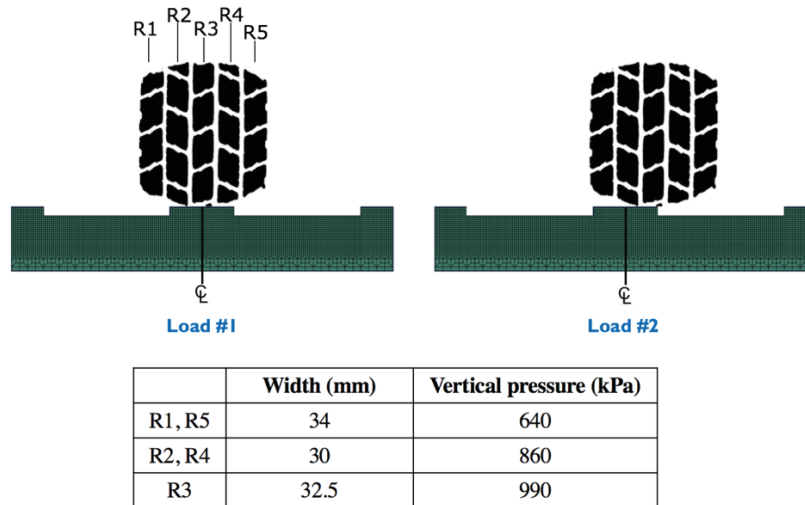 R1 R2 R3 R4 R5
℄ ℄
Load #1 Load #2
Width (mm) Vertical pressure (kPa)
R1, R5 34 640
R2, R4 30 860
R3 32.5 990